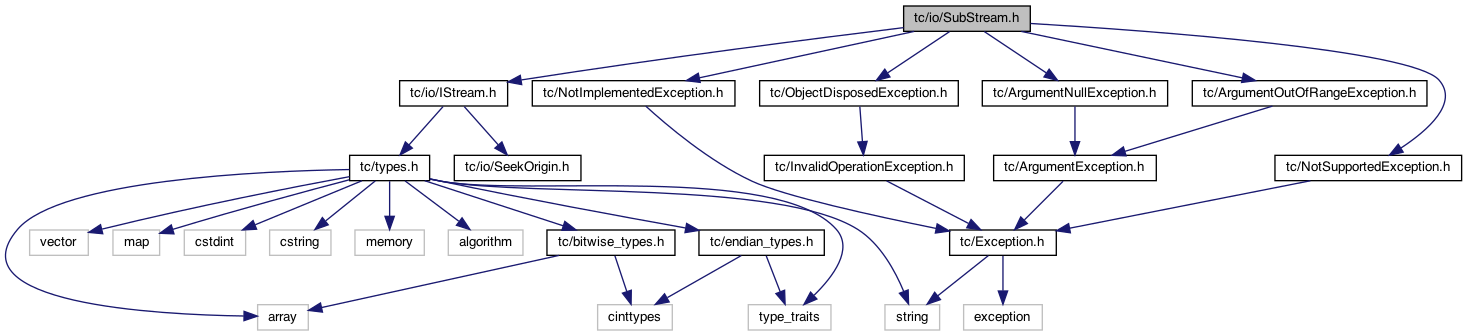 tc/io/SubStream.h
tc/io/IStream.h
tc/NotImplementedException.h
tc/ObjectDisposedException.h
tc/ArgumentNullException.h
tc/ArgumentOutOfRangeException.h
tc/types.h
tc/io/SeekOrigin.h
tc/InvalidOperationException.h
tc/ArgumentException.h
tc/NotSupportedException.h
vector
map
cstdint
cstring
memory
algorithm
tc/bitwise_types.h
tc/endian_types.h
tc/Exception.h
array
cinttypes
type_traits
string
exception